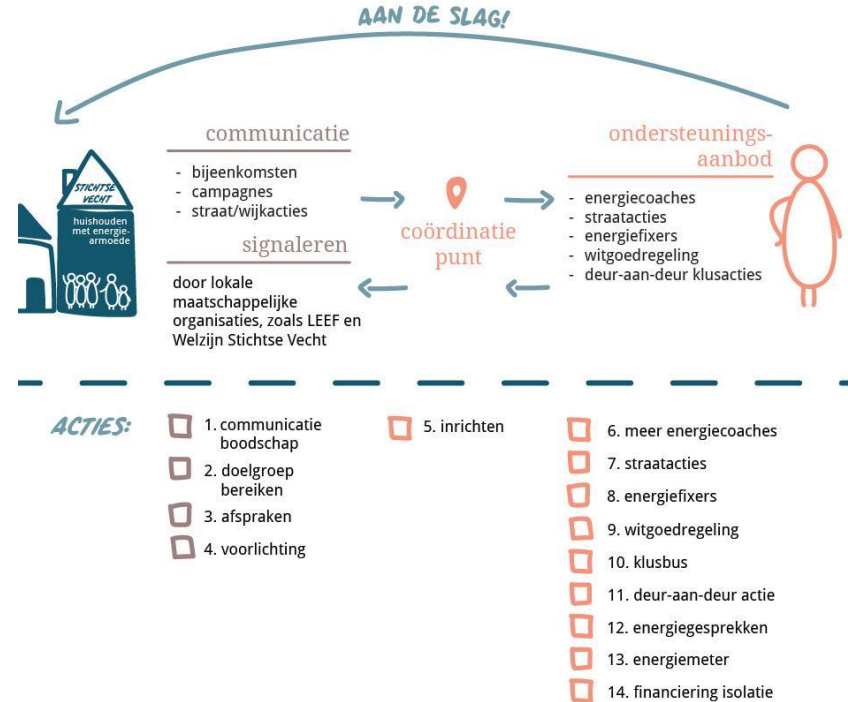 AAN DE SLAG!
STICHTSE
VECHT
huishouden
met energie-
armoede
communicatie
- bijeenkomsten
- campagnes
- straat/wijkacties
signaleren
door lokale
maatschappelijke
organisaties, zoals LEEF en
Welzijn Stichtse Vecht
coördinatie
punt
ondersteunings-
aanbod
- energiecoaches
- straatacties
- energiefixers
- witgoedregeling
- deur-aan-deur klusacties
ACTIES:
1. communicatie
boodschap
2. doelgroep
bereiken
3. afspraken
4. voorlichting
5. inrichten
6. meer energiecoaches
7. straatacties
8. energiefixers
9. witgoedregeling
10. klusbus
11. deur-aan-deur actie
12. energiegesprekken
13. energiemeter
14. financiering isolatie